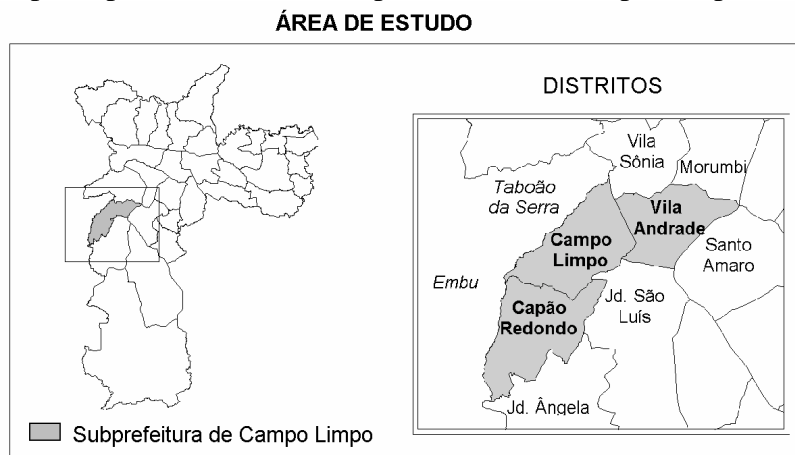 ÁREA DE ESTUDO
DISTRITOS
Vila
Sônia
Morumbi
Taboão
da Serra
Vila
Andrade
Campo
Limpo
Santo
Amaro
Embu
Capão
Redondo
Jd. São
Luís
Jd. Ângela
Subprefeitura de Campo Limpo